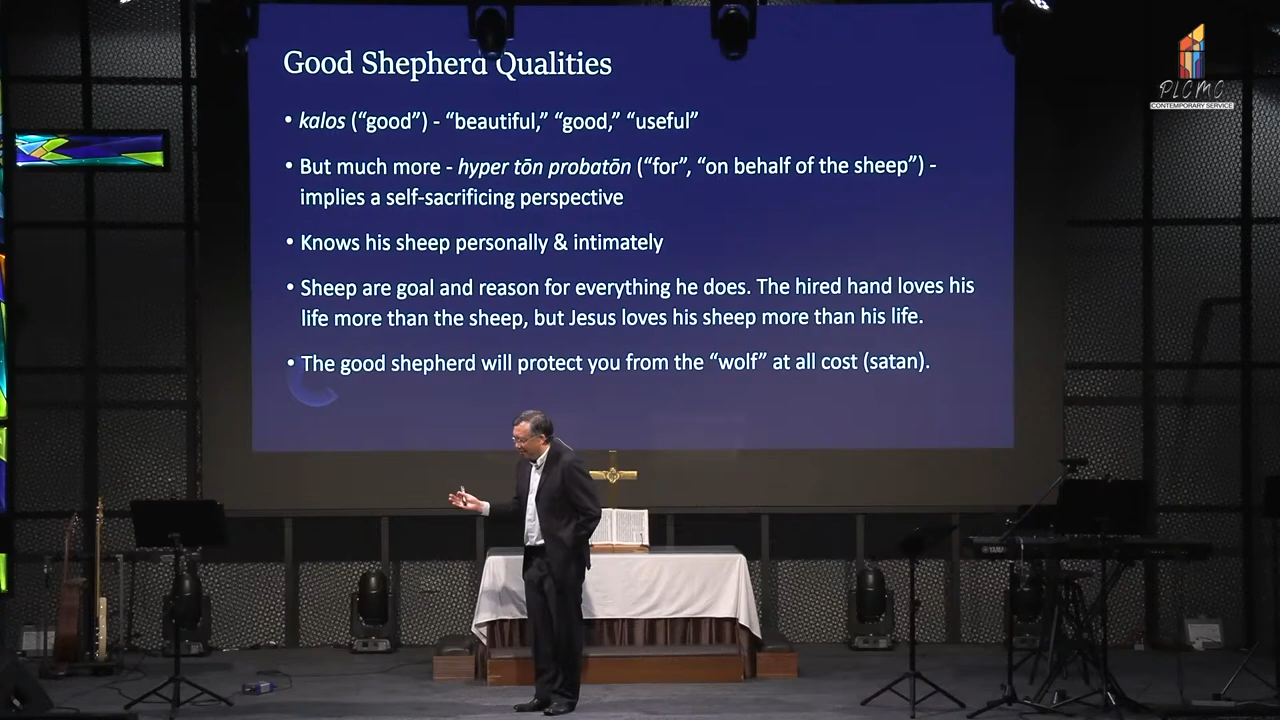 Good Shepherd Qualities
• kalos (“good”) - “beautiful,” “good,” “useful”
• But much more - hyper tōn probatōn (“for”, “on behalf of the sheep”) -
implies a self-sacrificing perspective
• Knows his sheep personally & intimately
• Sheep are goal and reason for everything he does. The hired hand loves his
life more than the sheep, but Jesus loves his sheep more than his life.
• The good shepherd will protect you from the “wolf” at all cost (satan).
PLCMC
CONTEMPORARY SERVICE
YAMAHA